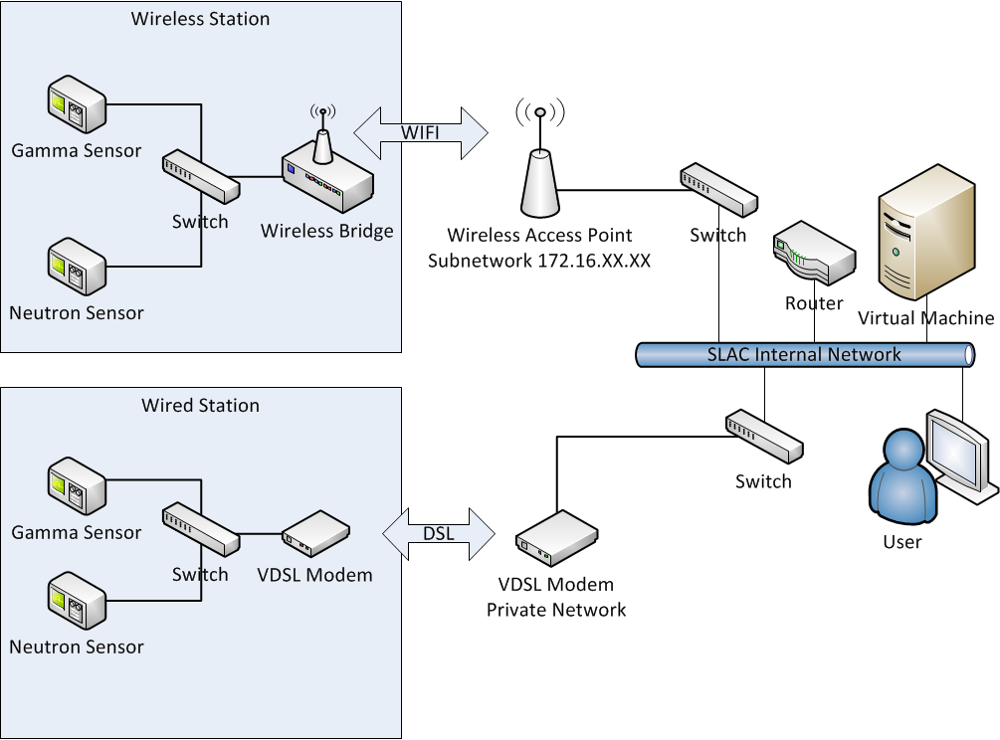 Wireless Station
Gamma Sensor
Switch
Wireless Bridge
Neutron Sensor
WIFI
Wireless Access Point
Subnetwork 172.16.XX.XX
Switch
Router
Virtual Machine
SLAC Internal Network
Wired Station
Gamma Sensor
Switch
VDSL Modem
Neutron Sensor
DSL
VDSL Modem
Private Network
Switch
User